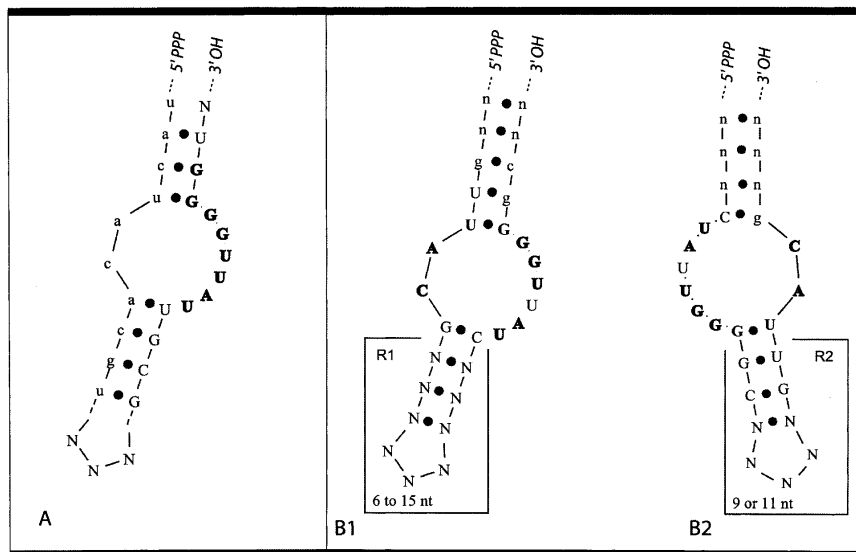 5'PPP
3'OH
u a c u a c a c g u N N N
N U G G G G U U A U U G C G N
A
5'PPP
3'OH
n n g U U A C G N N N N N N
n n c g G G G U U A U C N N N N N
R1
6 to 15 nt
B1
5'PPP
3'OH
n n n C U A U U G G G G C N N N
n n n g C A U U G N N N
R2
9 or 11 nt
B2